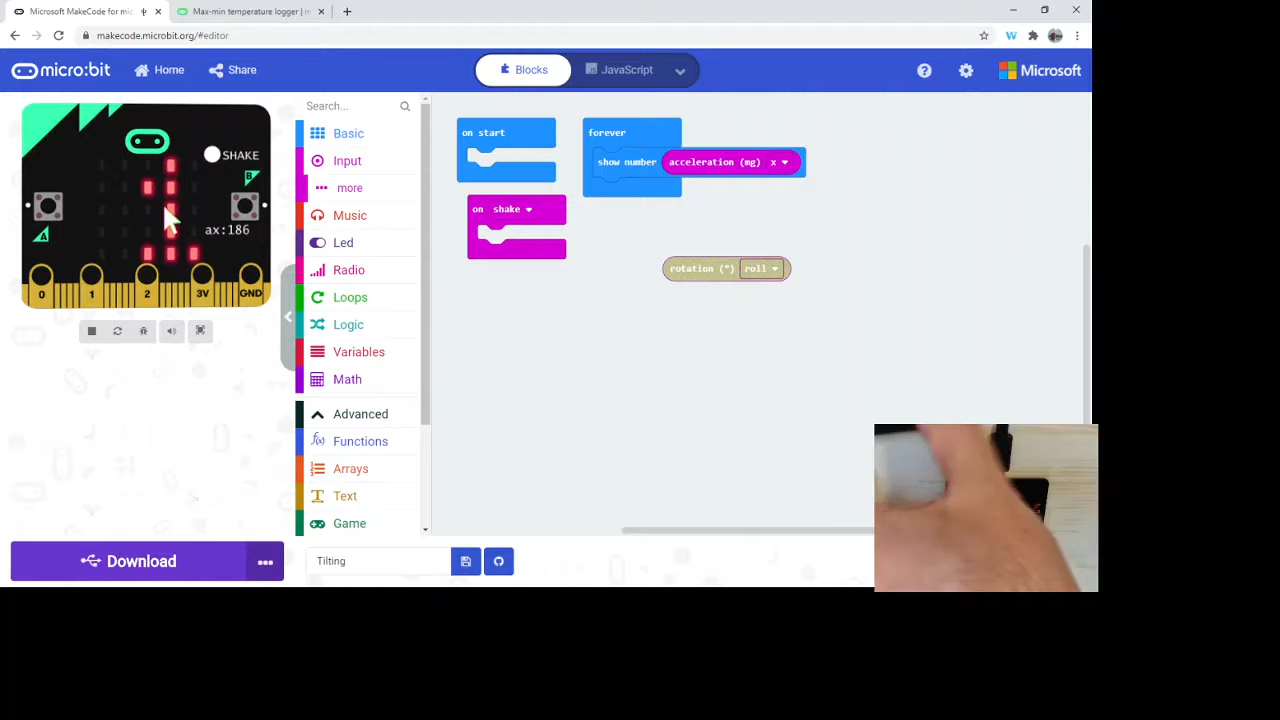 Microsoft MakeCode for mic
Max-min temperature logger | m
makecode.microbit.org/#editor
W
micro:bit
Home
Share
Blocks
JavaScript
Microsoft
SHAKE
B
A
ax:186
0
1
2
3V
GND
Search...
Basic
Input
more
Music
Led
Radio
Loops
Logic
Variables
Math
Advanced
Functions
Arrays
Text
Game
on start
forever
show number acceleration (mg) x
on shake
rotation (°) roll
Download
Tilting